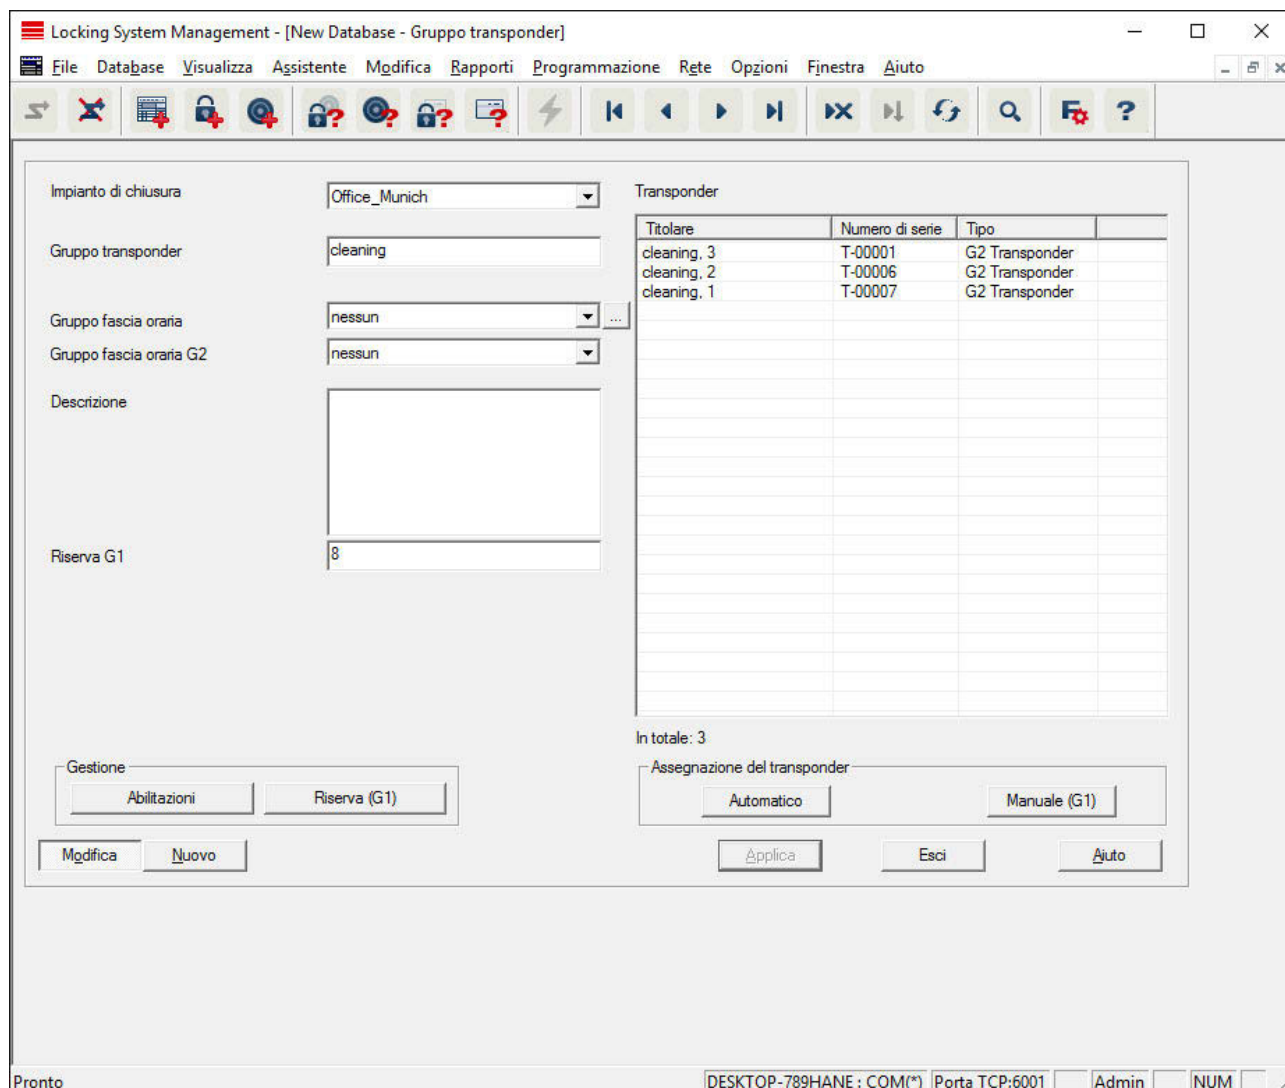 Locking System Management - [New Database - Gruppo transponder]
File Database Visualizza Assistente Modifica Rapporti Programmazione Rete Opzioni Finestra Aiuto
Impianto di chiusura
Office_Munich
Gruppo transponder
cleaning
Gruppo fascia oraria
nessun
...
Gruppo fascia oraria G2
nessun
Descrizione
Riserva G1
8
Transponder
Titolare Numero di serie Tipo
cleaning, 3 T-00001 G2 Transponder
cleaning, 2 T-00006 G2 Transponder
cleaning, 1 T-00007 G2 Transponder
In totale: 3
Gestione
Abilitazioni Riserva (G1)
Assegnazione del transponder
Automatico Manuale (G1)
Modifica Nuovo Applica Esci Aiuto
Pronto DESKTOP-789HANE : COM(*) Porta TCP:6001 Admin NUM